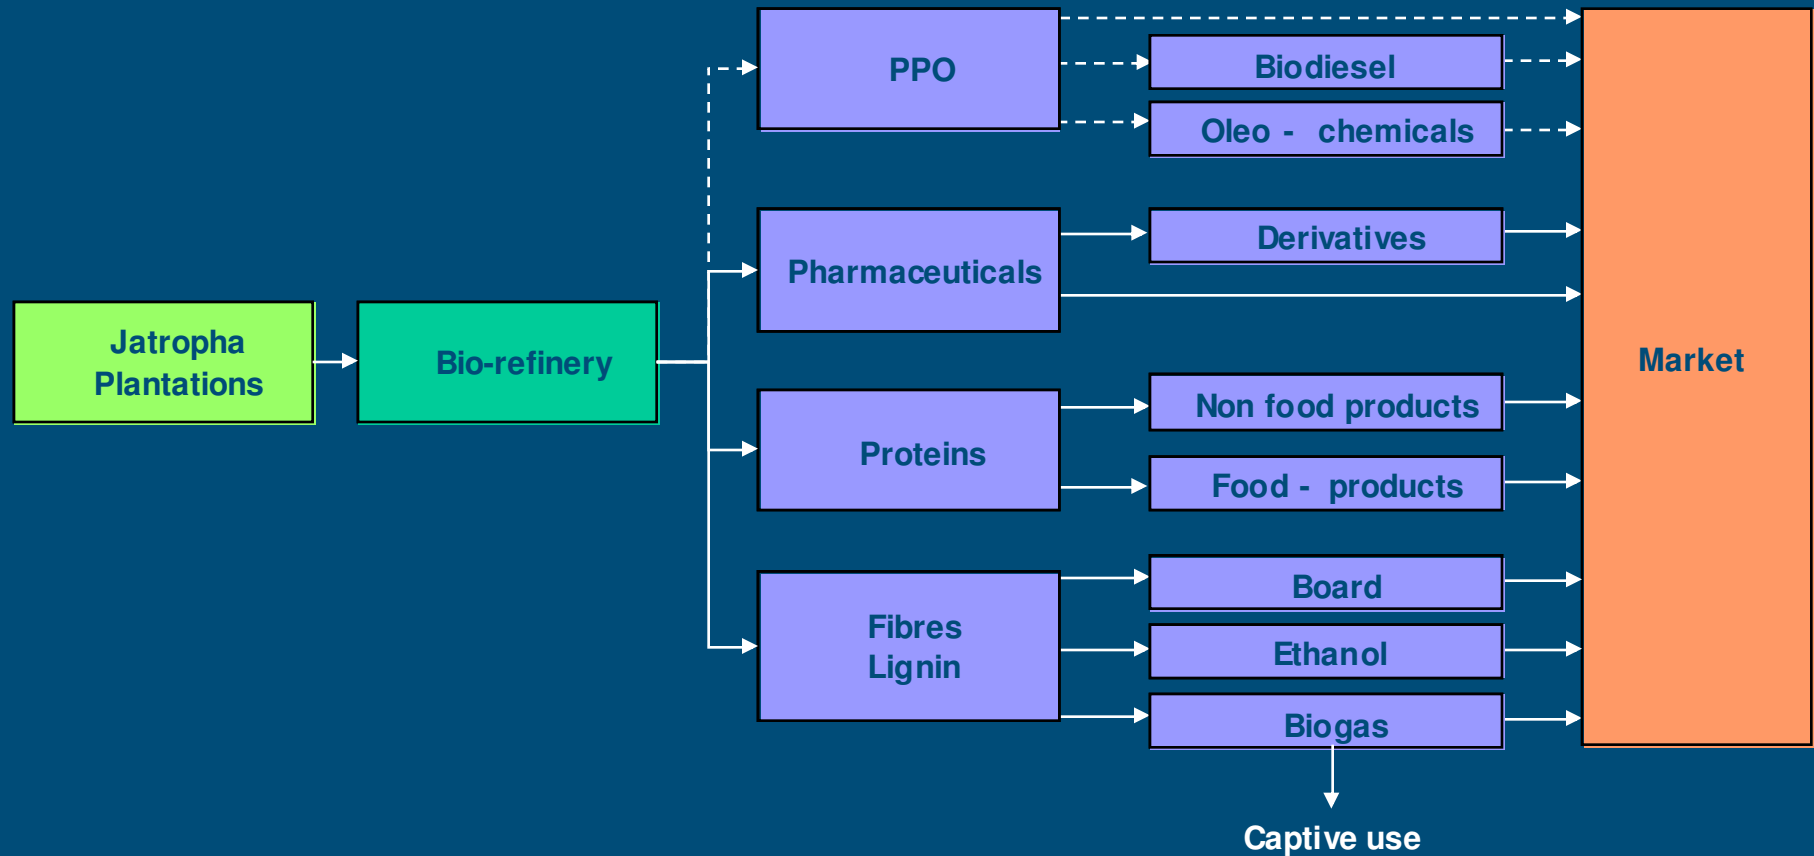 Jatropha
Plantations
Bio-refinery
PPO
Biodiesel
Oleo - chemicals
Pharmaceuticals
Derivatives
Proteins
Non food products
Food - products
Fibres
Lignin
Board
Ethanol
Biogas
Captive use
Market